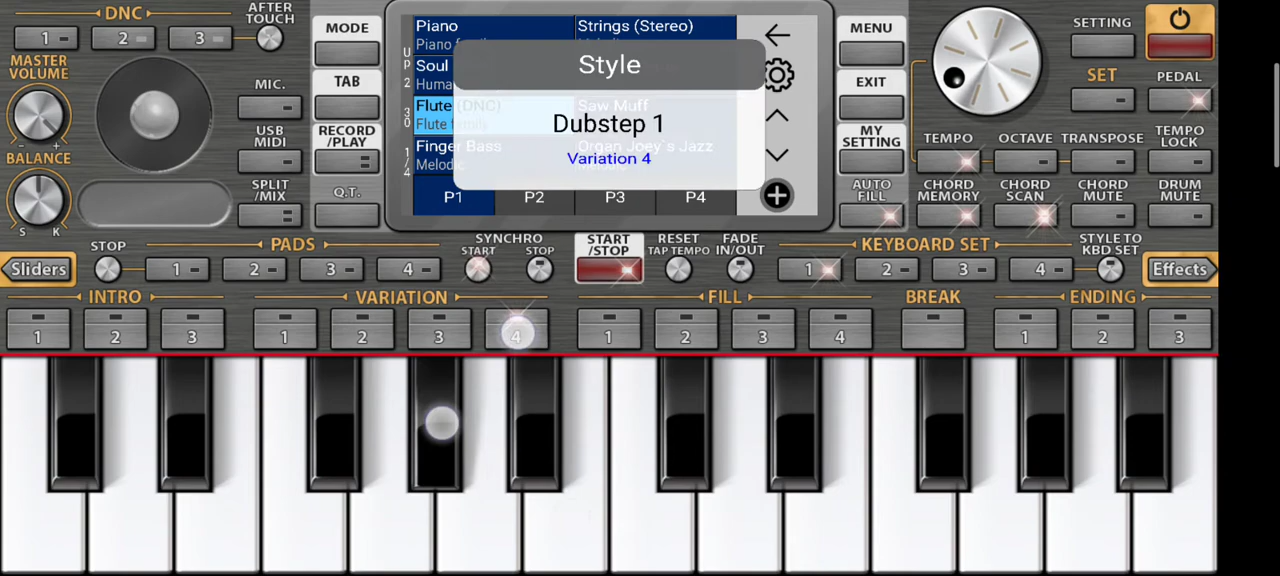 DNC
1
2
3
AFTER
TOUCH
MASTER
VOLUME
BALANCE
S
K
MIC.
USB
MIDI
SPLIT
/MIX
MODE
TAB
RECORD
/PLAY
Q.T.
Piano
Strings (Stereo)
Soul
Flute (DNC)
Saw Muff
Flute family
Finger Bass
Organ Joey`s Jazz
P1
P2
P3
P4
Style
Dubstep 1
Variation 4
MENU
EXIT
MY
SETTING
AUTO
FILL
SETTING
SET
PEDAL
TEMPO
OCTAVE
TRANSPOSE
TEMPO
LOCK
CHORD
MEMORY
CHORD
SCAN
CHORD
MUTE
DRUM
MUTE
Sliders
STOP
PADS
1
2
3
4
SYNCHRO
START
STOP
START
/STOP
RESET
TAP TEMPO
FADE
IN/OUT
KEYBOARD SET
1
2
3
4
STYLE TO
KBD SET
Effects
INTRO
1
2
3
VARIATION
1
2
3
4
FILL
1
2
3
4
BREAK
ENDING
1
2
3